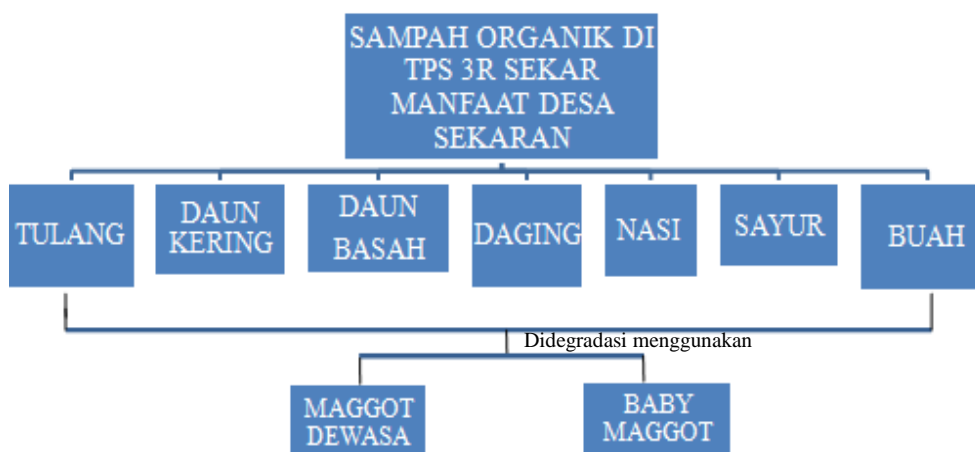 SAMPAH ORGANIK DI
TPS 3R SEKAR
MANFAAT DESA
SEKARAN
TULANG
DAUN
KERING
DAUN
BASAH
DAGING
NASI
SAYUR
BUAH
Didegradasi menggunakan
MAGGOT
DEWASA
BABY
MAGGOT